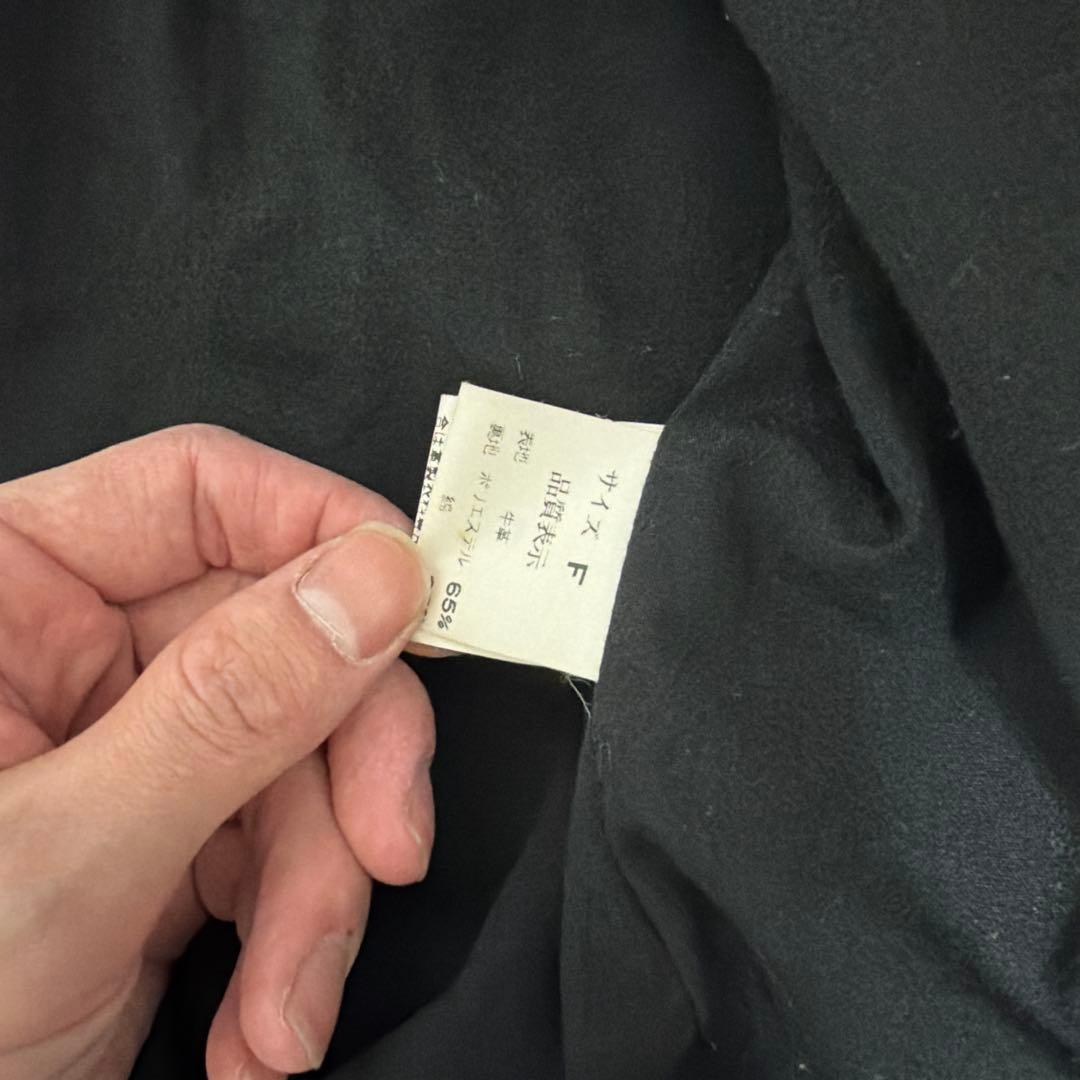 サイズ F
品質表示
表地 牛革
裏地 ポリエステル 65%
綿